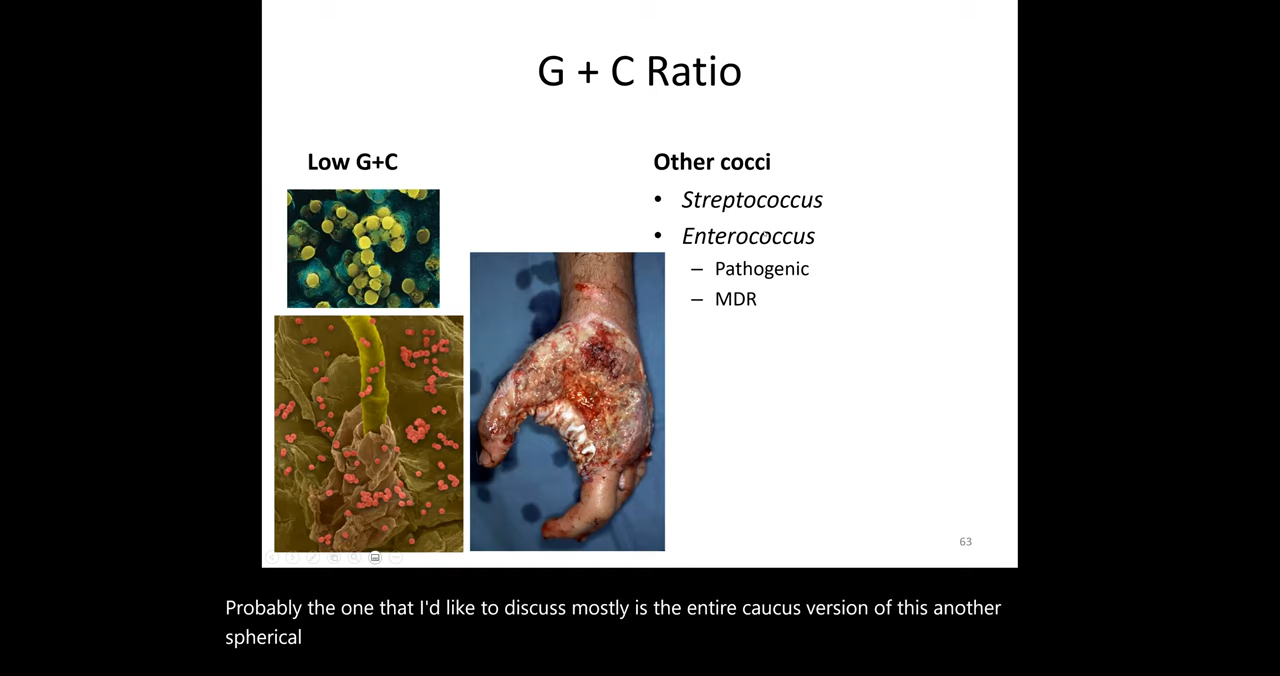 G + C Ratio
Low G+C
Other cocci
• Streptococcus
• Enterococcus
– Pathogenic
– MDR
63
Probably the one that I'd like to discuss mostly is the entire caucus version of this another
spherical